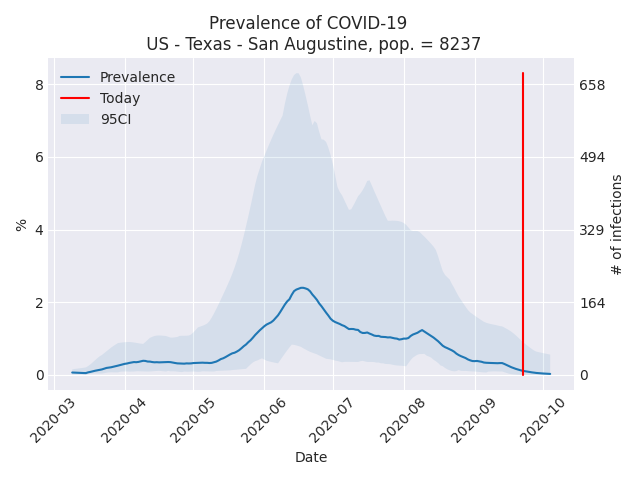 Prevalence of COVID-19
US - Texas - San Augustine, pop. = 8237
Prevalence
Today
95CI
8
6
4
2
0
%
658
494
329
164
0
# of infections
2020-03
2020-04
2020-05
2020-06
2020-07
2020-08
2020-09
2020-10
Date